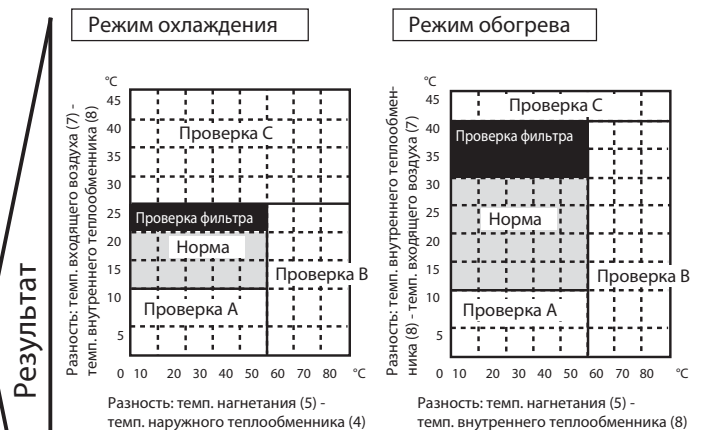 Режим охлаждения
Режим обогрева
Результат
Разность: темп. входящего воздуха (7) -
темп. внутреннего теплообменника (8)
°C
45
40
35
30
25
20
15
10
5
Проверка C
Проверка фильтра
Норма
Проверка B
Проверка A
0 10 20 30 40 50 60 70 80 °C
Разность: темп. нагнетания (5) -
темп. наружного теплообменника (4)
Разность: темп. внутреннего теплообмен-
ника (8) - темп. входящего воздуха (7)
°C
45
40
35
30
25
20
15
10
5
Проверка C
Проверка фильтра
Норма
Проверка B
Проверка A
0 10 20 30 40 50 60 70 80 °C
Разность: темп. нагнетания (5) -
темп. внутреннего теплообменника (8)